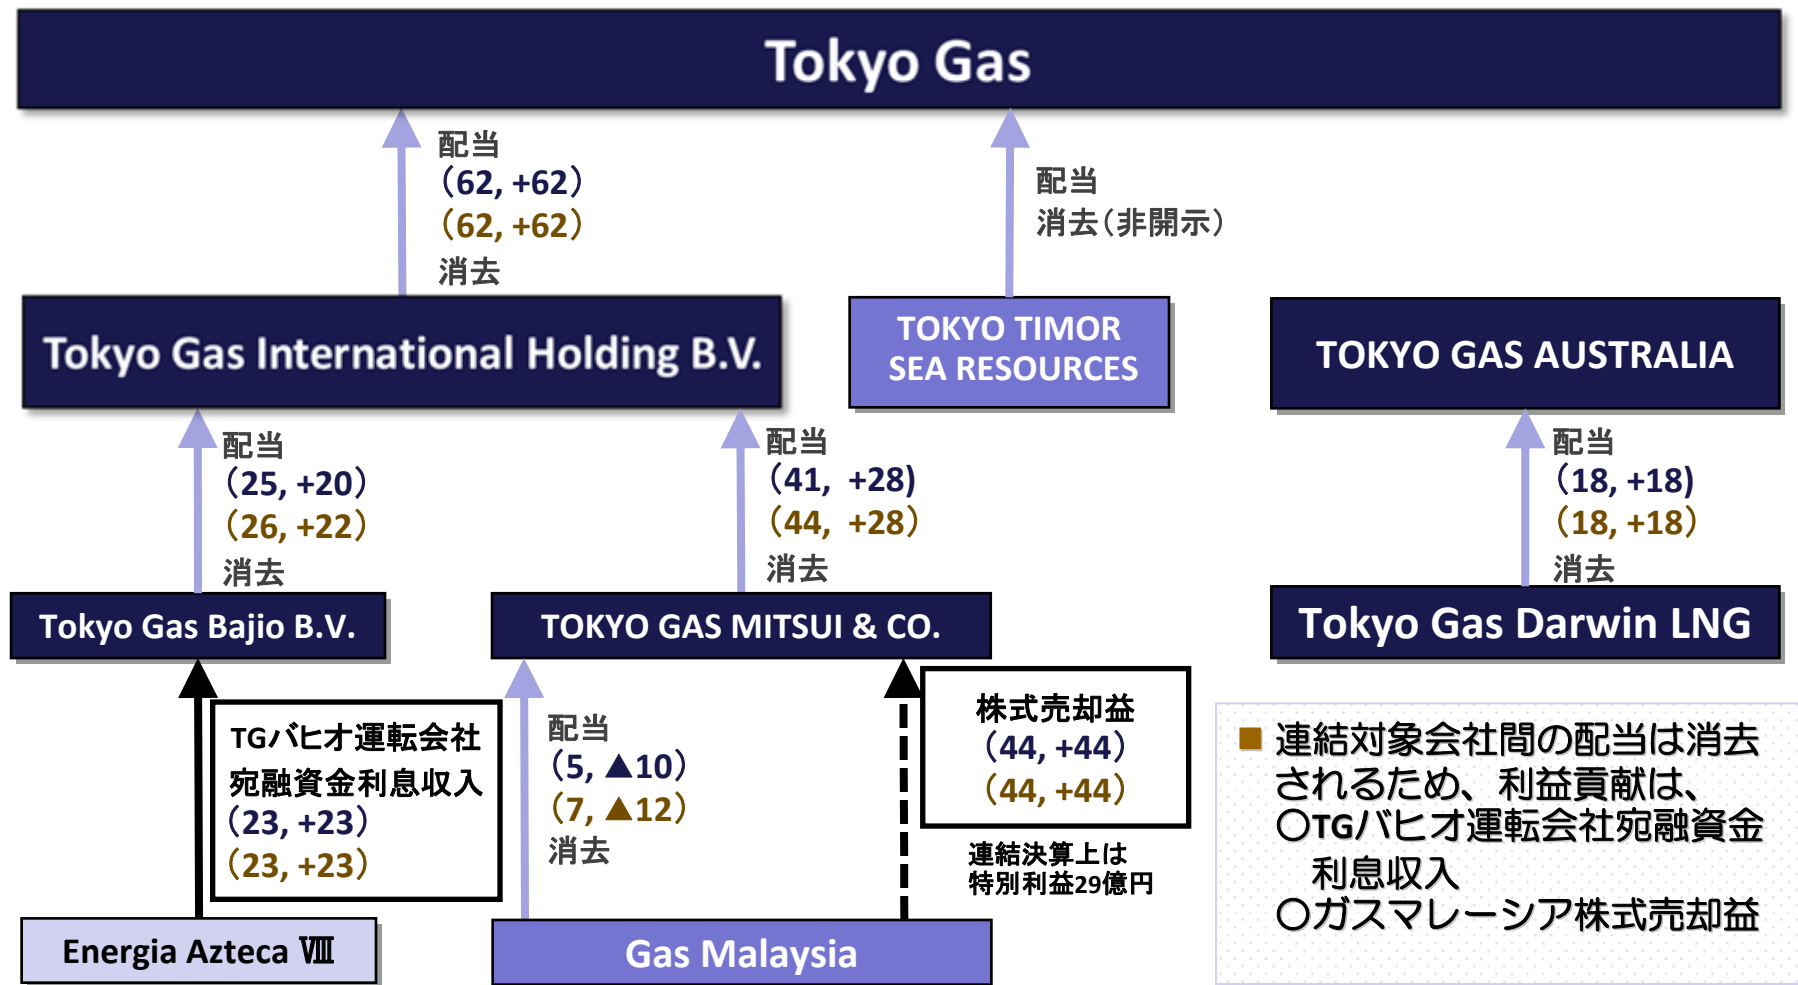 Tokyo Gas
配当
（62, +62）
（62, +62）
消去
配当
消去（非開示）
Tokyo Gas International Holding B.V.
TOKYO TIMOR
SEA RESOURCES
TOKYO GAS AUSTRALIA
配当
（25, +20）
（26, +22）
消去
配当
（41, +28)
（44, +28）
消去
配当
（18, +18)
（18, +18）
消去
Tokyo Gas Bajio B.V.
TOKYO GAS MITSUI & CO.
Tokyo Gas Darwin LNG
TGバヒオ運転会社
宛融資金利息収入
（23, +23）
（23, +23）
配当
（5, ▲10）
（7, ▲12）
消去
株式売却益
（44, +44）
（44, +44）
連結決算上は
特別利益29億円
Energia Azteca Ⅷ
Gas Malaysia
■ 連結対象会社間の配当は消去
されるため、利益貢献は、
○TGバヒオ運転会社宛融資金
利息収入
○ガスマレーシア株式売却益